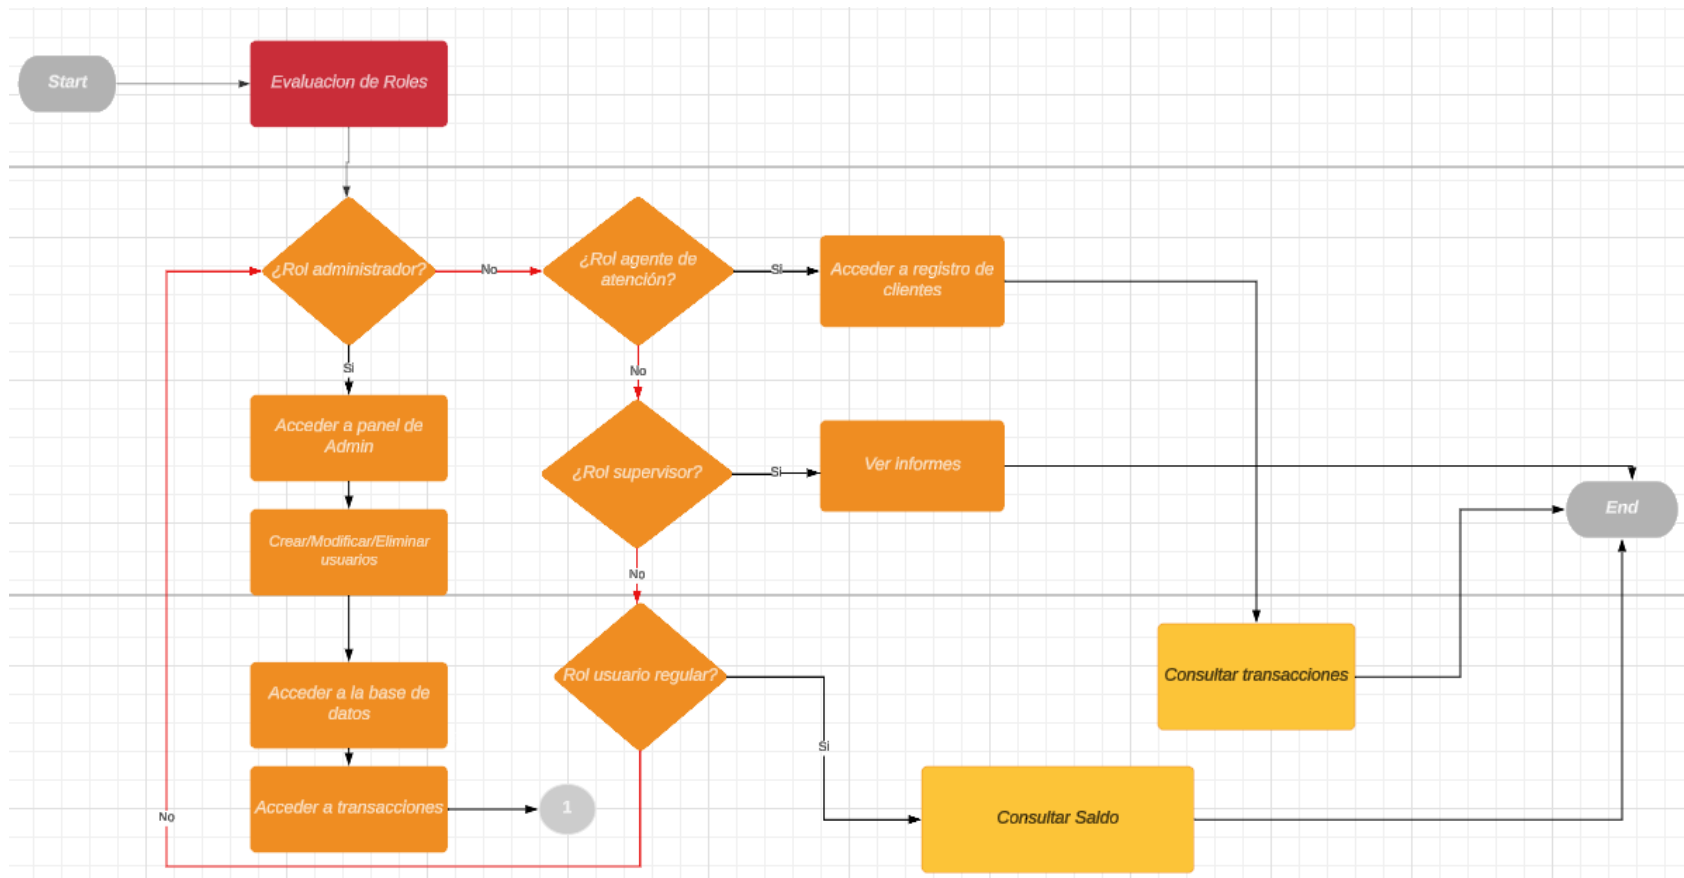 Start
Evaluacion de Roles
¿Rol administrador?
No
¿Rol agente de
atención?
Si
Acceder a registro de
clientes
Si
No
Acceder a panel de
Admin
¿Rol supervisor?
Si
Ver informes
End
Crear/Modificar/Eliminar
usuarios
No
Acceder a la base de
datos
Rol usuario regular?
Consultar transacciones
Si
Acceder a transacciones
1
No
Consultar Saldo